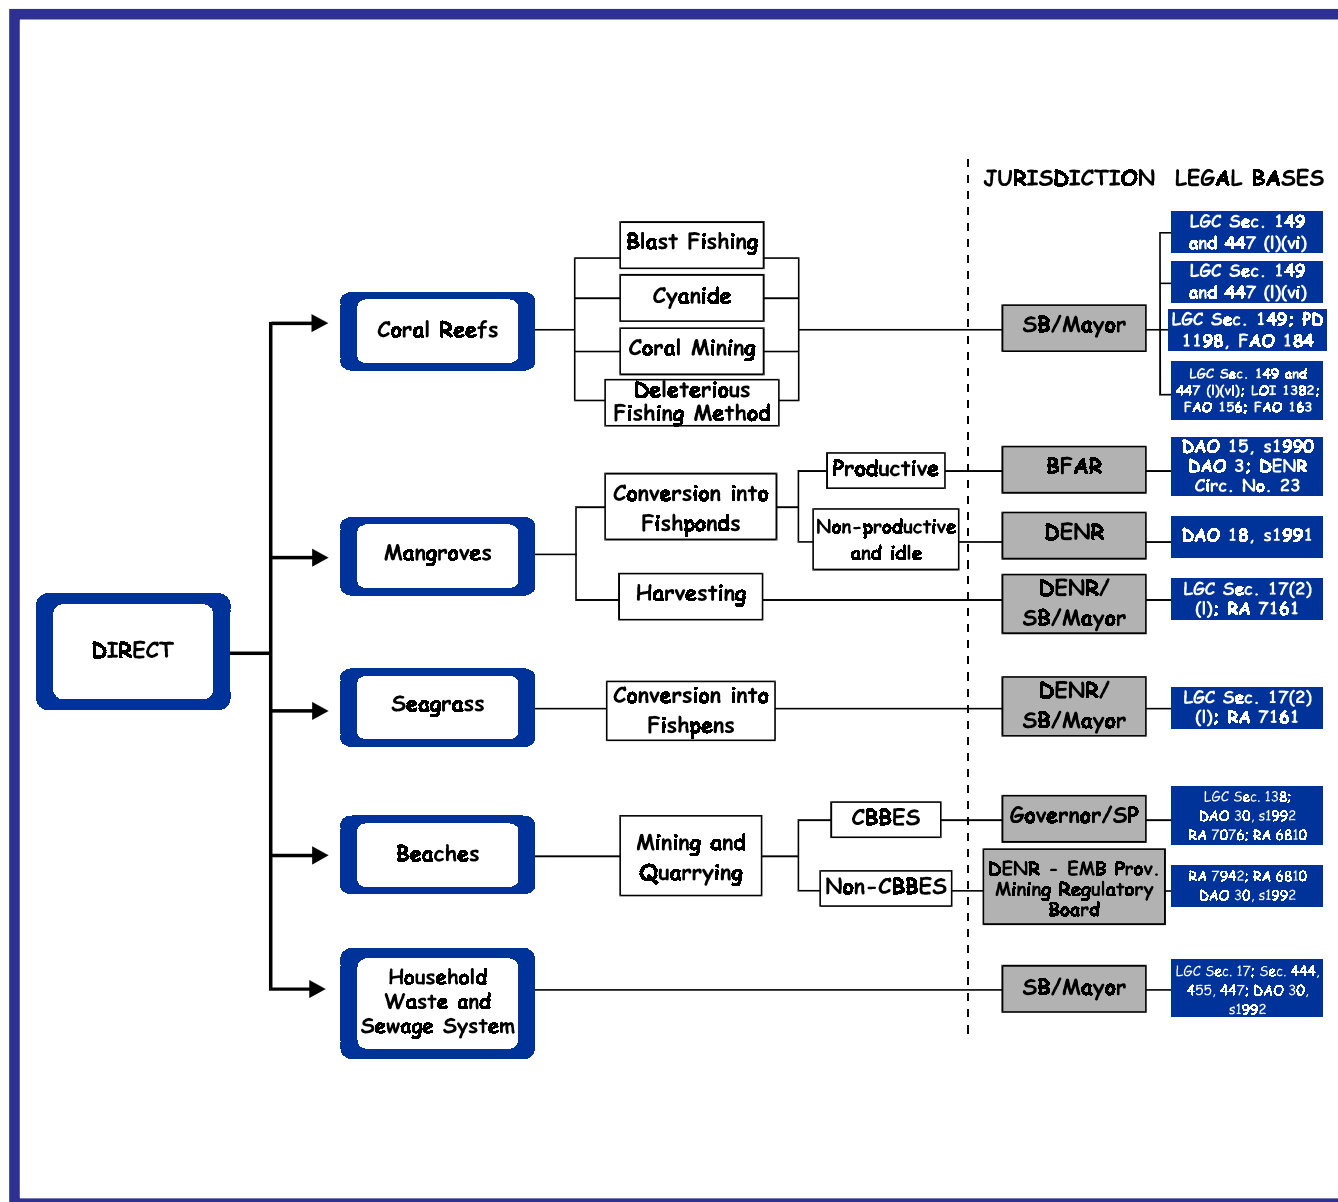 JURISDICTION LEGAL BASES
DIRECT
Coral Reefs
Blast Fishing
Cyanide
Coral Mining
Deleterious
Fishing Method
SB/Mayor
LGC Sec. 149
and 447 (l)(vi)
LGC Sec. 149
and 447 (l)(vi)
LGC Sec. 149; PD
1198, FAO 184
LGC Sec. 149 and
447 (l)(vl); LOI 1382;
FAO 156; FAO 163
Mangroves
Conversion into
Fishponds
Productive
BFAR
DAO 15, s1990
DAO 3; DENR
Circ. No. 23
Non-productive
and idle
DENR
DAO 18, s1991
Harvesting
DENR/
SB/Mayor
LGC Sec. 17(2)
(l); RA 7161
Seagrass
Conversion into
Fishpens
DENR/
SB/Mayor
LGC Sec. 17(2)
(l); RA 7161
Beaches
Mining and
Quarrying
CBBES
Governor/SP
LGC Sec. 138;
DAO 30, s1992
RA 7076; RA 6810
Non-CBBES
DENR - EMB Prov.
Mining Regulatory
Board
RA 7942; RA 6810
DAO 30, s1992
Household
Waste and
Sewage System
SB/Mayor
LGC Sec. 17; Sec. 444,
455, 447; DAO 30,
s1992